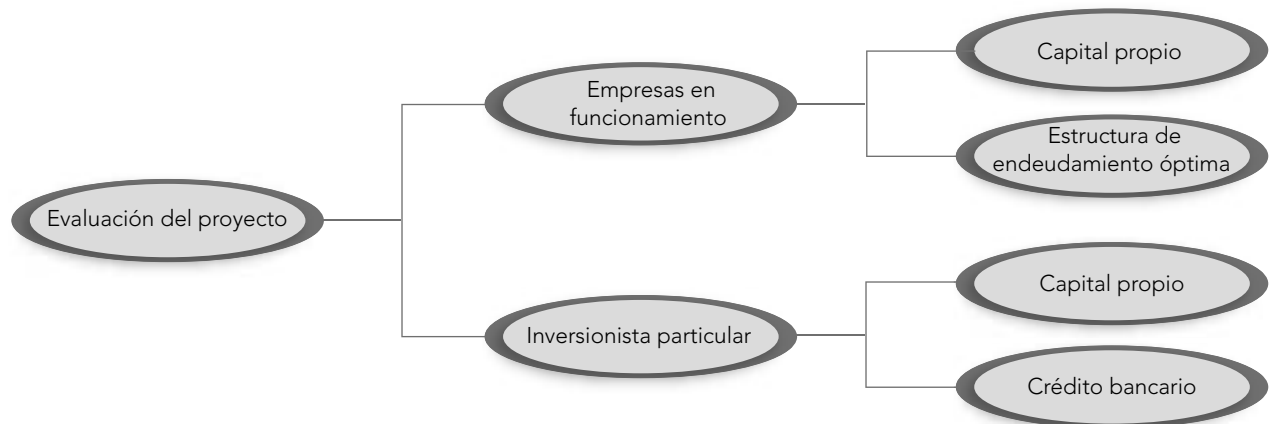 Capital propio
Empresas en
funcionamiento
Estructura de
endeudamiento óptima
Evaluación del proyecto
Capital propio
Inversionista particular
Crédito bancario